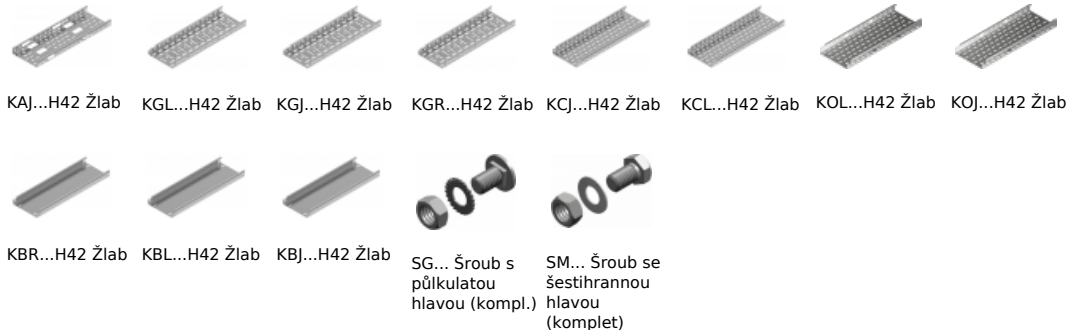 KAJ...H42 Žlab
KGL...H42 Žlab
KGJ...H42 Žlab
KGR...H42 Žlab
KCJ...H42 Žlab
KCL...H42 Žlab
KOL...H42 Žlab
KOJ...H42 Žlab
KBR...H42 Žlab
KBL...H42 Žlab
KBJ...H42 Žlab
SG... Šroub s
půlkulatou
hlavou (kompl.)
SM... Šroub se
šestihrannou
hlavou
(komplet)